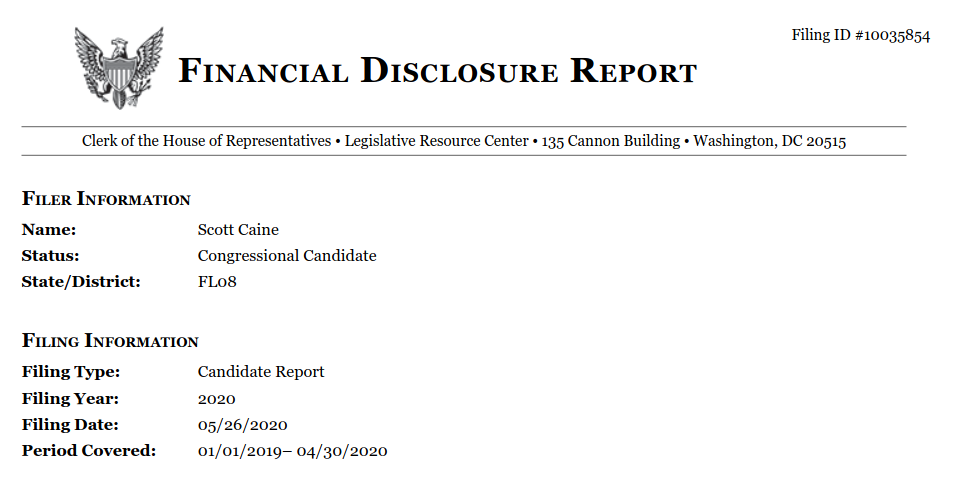 Filing ID #10035854
Financial Disclosure Report
Clerk of the House of Representatives • Legislative Resource Center • 135 Cannon Building • Washington, DC 20515
Filer Information
Name: Scott Caine
Status: Congressional Candidate
State/District: FL08
Filing Information
Filing Type: Candidate Report
Filing Year: 2020
Filing Date: 05/26/2020
Period Covered: 01/01/2019– 04/30/2020